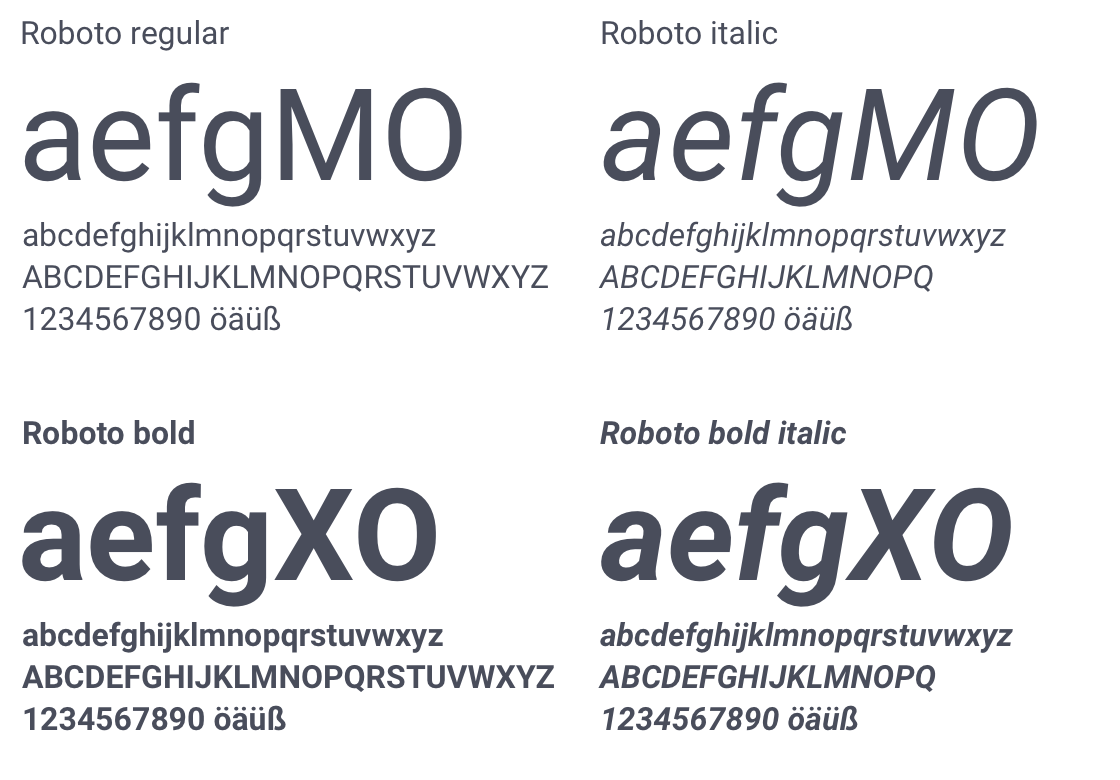 Roboto regular
aefgMO
abcdefghijklmnopqrstuvwxyz
ABCDEFGHIJKLMNOPQRSTUVWXYZ
1234567890 öäüß
Roboto italic
aefgMO
abcdefghijklmnopqrstuvwxyz
ABCDEFGHIJKLMNOPQ
1234567890 öäüß
Roboto bold
aefgXO
abcdefghijklmnopqrstuvwxyz
ABCDEFGHIJKLMNOPQRSTUVWXYZ
1234567890 öäüß
Roboto bold italic
aefgXO
abcdefghijklmnopqrstuvwxyz
ABCDEFGHIJKLMNOPQ
1234567890 öäüß